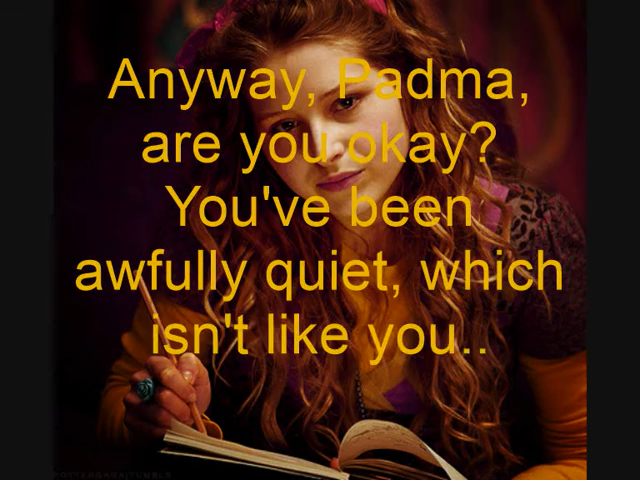 Anyway, Padma,
are you okay?
You've been
awfully quiet, which
isn't like you..